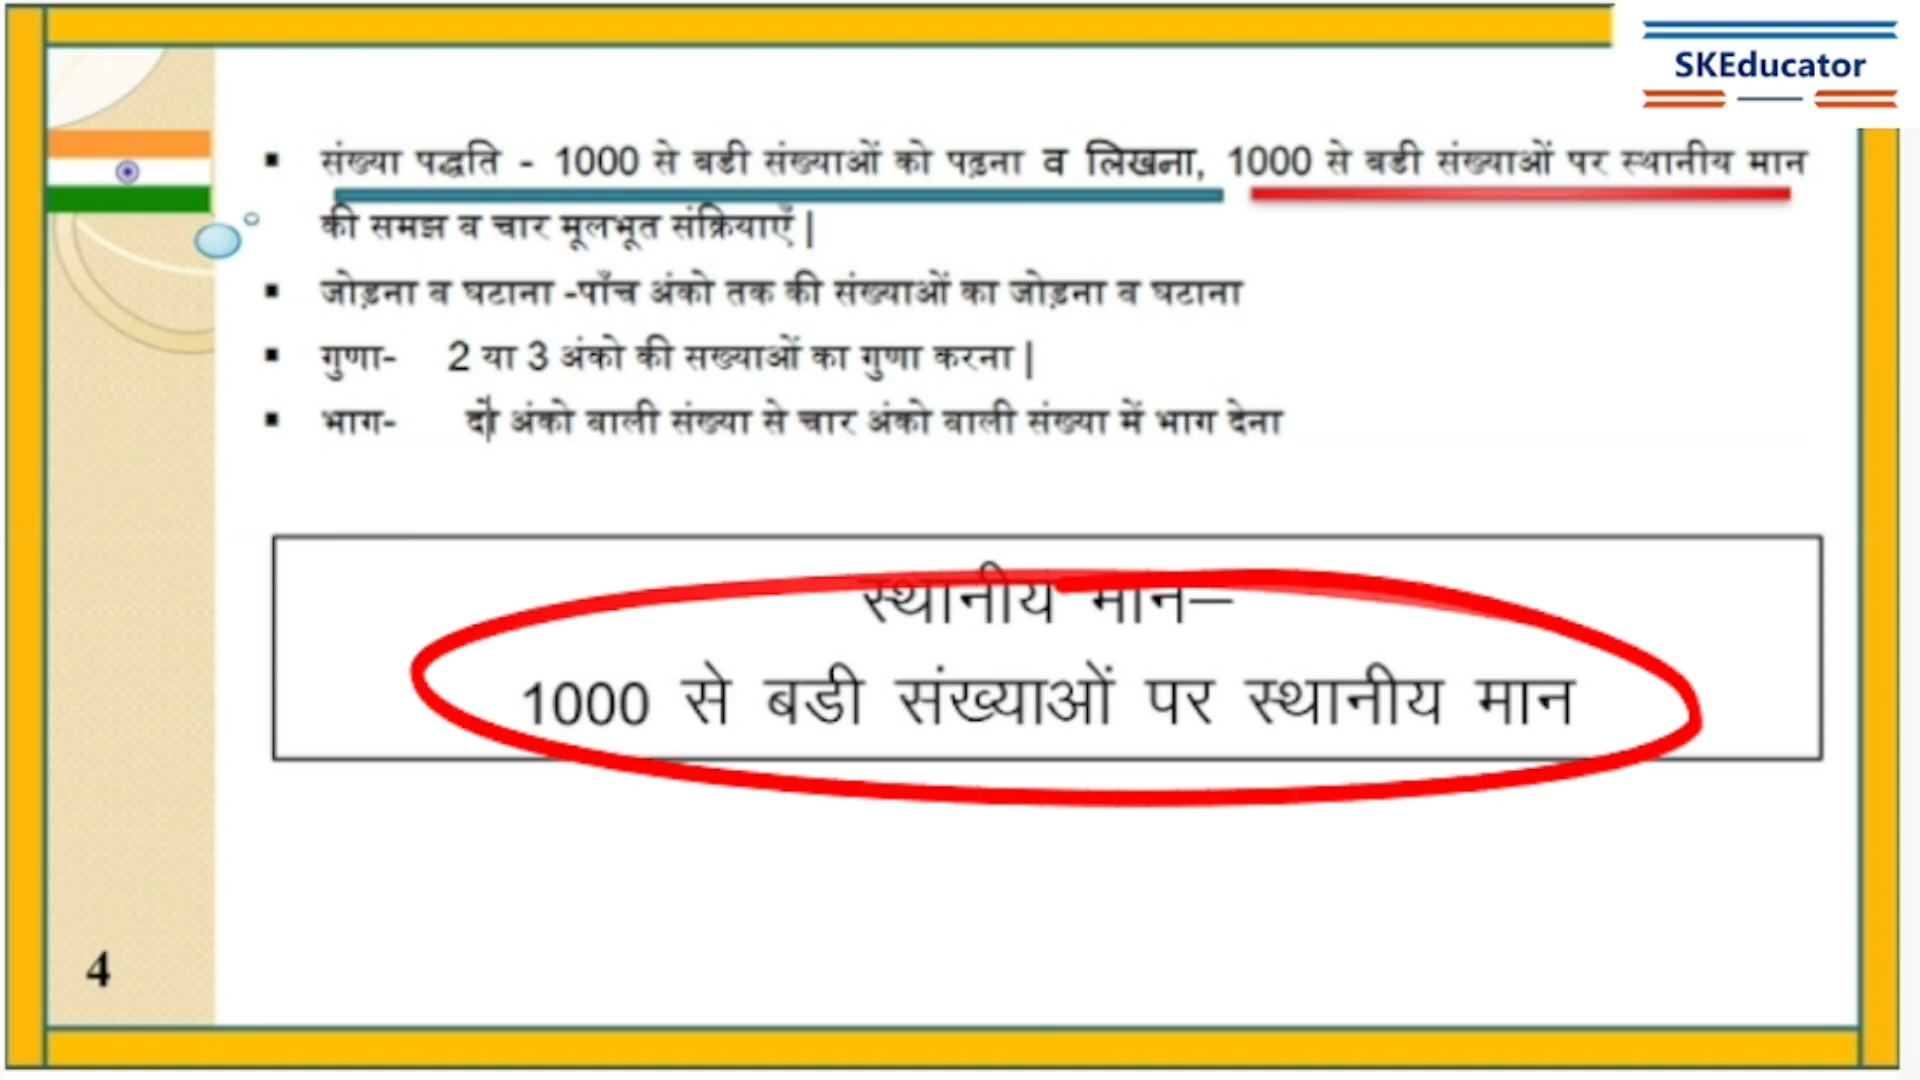 SKEducator
संख्या पद्धति - 1000 से बडी संख्याओं को पढ़ना व लिखना, 1000 से बडी संख्याओं पर स्थानीय मान
की समझ व चार मूलभूत संक्रियाएँ |
जोड़ना व घटाना -पाँच अंको तक की संख्याओं का जोड़ना व घटाना
गुणा- 2 या 3 अंको की सख्याओं का गुणा करना |
भाग- दो अंको वाली संख्या से चार अंको वाली संख्या में भाग देना
स्थानीय मान–
1000 से बडी संख्याओं पर स्थानीय मान
4